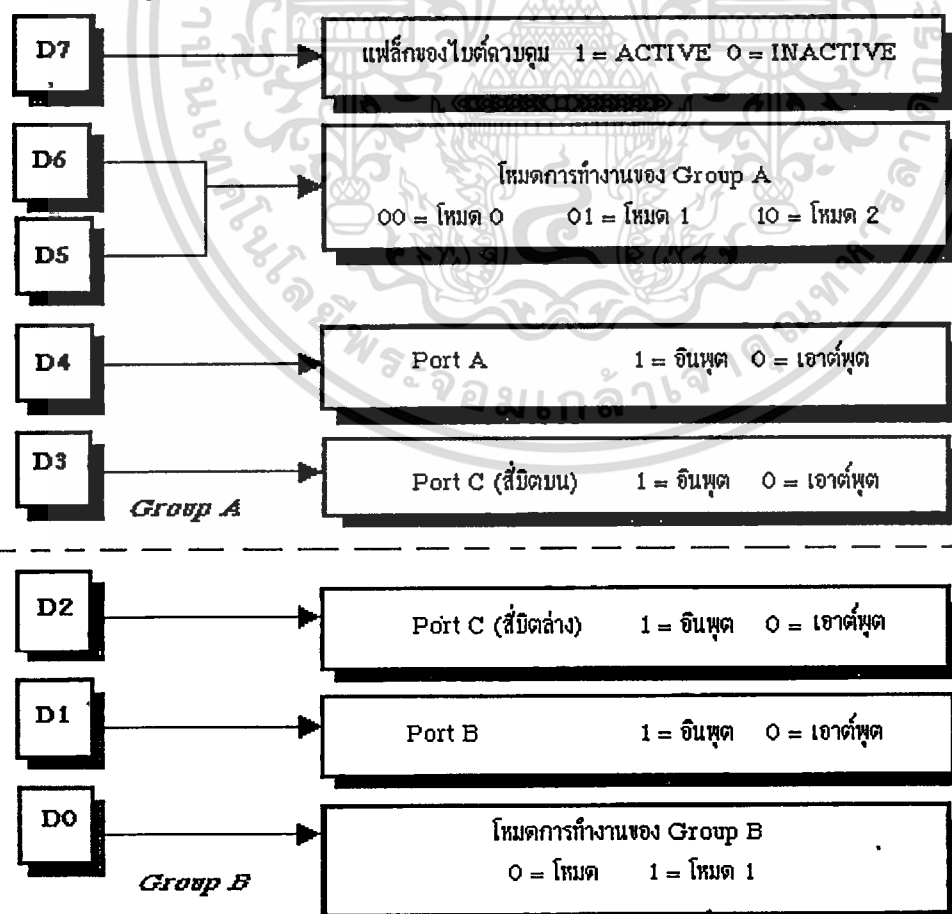 D7
แฟล็กของไบต์ควบคุม 1 = ACTIVE 0 = INACTIVE
D6
D5
โหมดการทำงานของ Group A
00 = โหมด 0 01 = โหมด 1 10 = โหมด 2
D4
Port A 1 = อินพุต 0 = เอาต์พุต
D3
Port C (สี่บิตบน) 1 = อินพุต 0 = เอาต์พุต
Group A
D2
Port C (สี่บิตล่าง) 1 = อินพุต 0 = เอาต์พุต
D1
Port B 1 = อินพุต 0 = เอาต์พุต
D0
โหมดการทำงานของ Group B
0 = โหมด 1 = โหมด 1
Group B